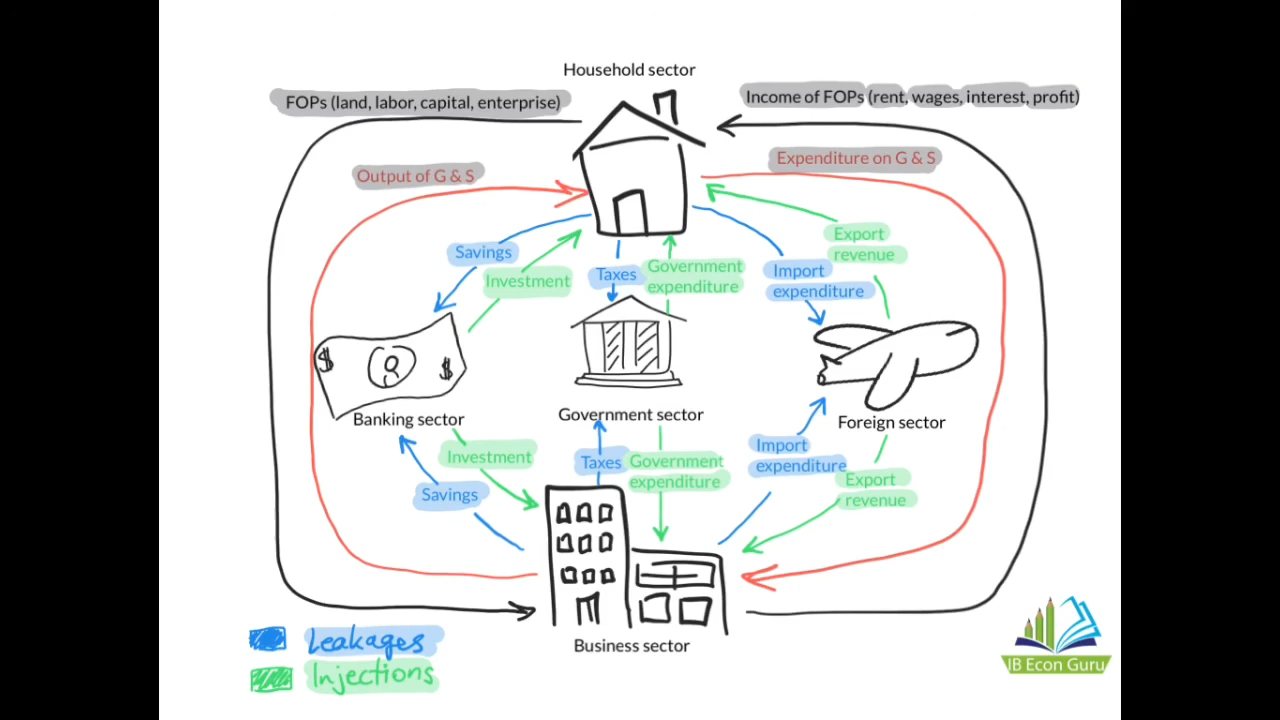 Household sector
FOPs (land, labor, capital, enterprise)
Income of FOPs (rent, wages, interest, profit)
Output of G & S
Expenditure on G & S
Savings
Investment
Taxes
Government
expenditure
Import
expenditure
Export
revenue
$
$
Banking sector
Government sector
Foreign sector
Investment
Savings
Taxes
Government
expenditure
Import
expenditure
Export
revenue
Business sector
Leakages
Injections
IB Econ Guru